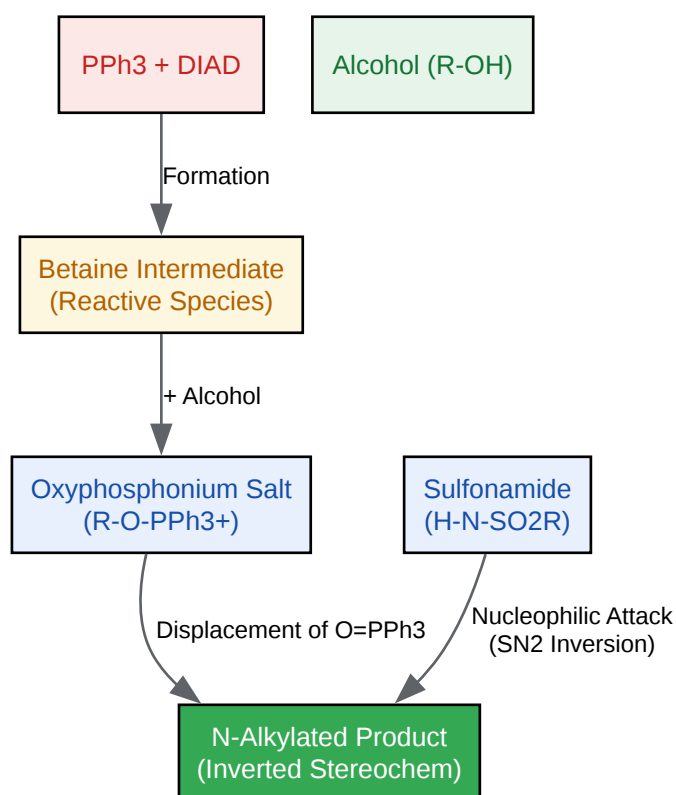 PPh3 + DIAD
Alcohol (R-OH)
Formation
Betaine Intermediate
(Reactive Species)
+ Alcohol
Oxyphosphonium Salt
(R-O-PPh3+)
Sulfonamide
(H-N-SO2R)
Displacement of O=PPh3
Nucleophilic Attack
(SN2 Inversion)
N-Alkylated Product
(Inverted Stereochem)